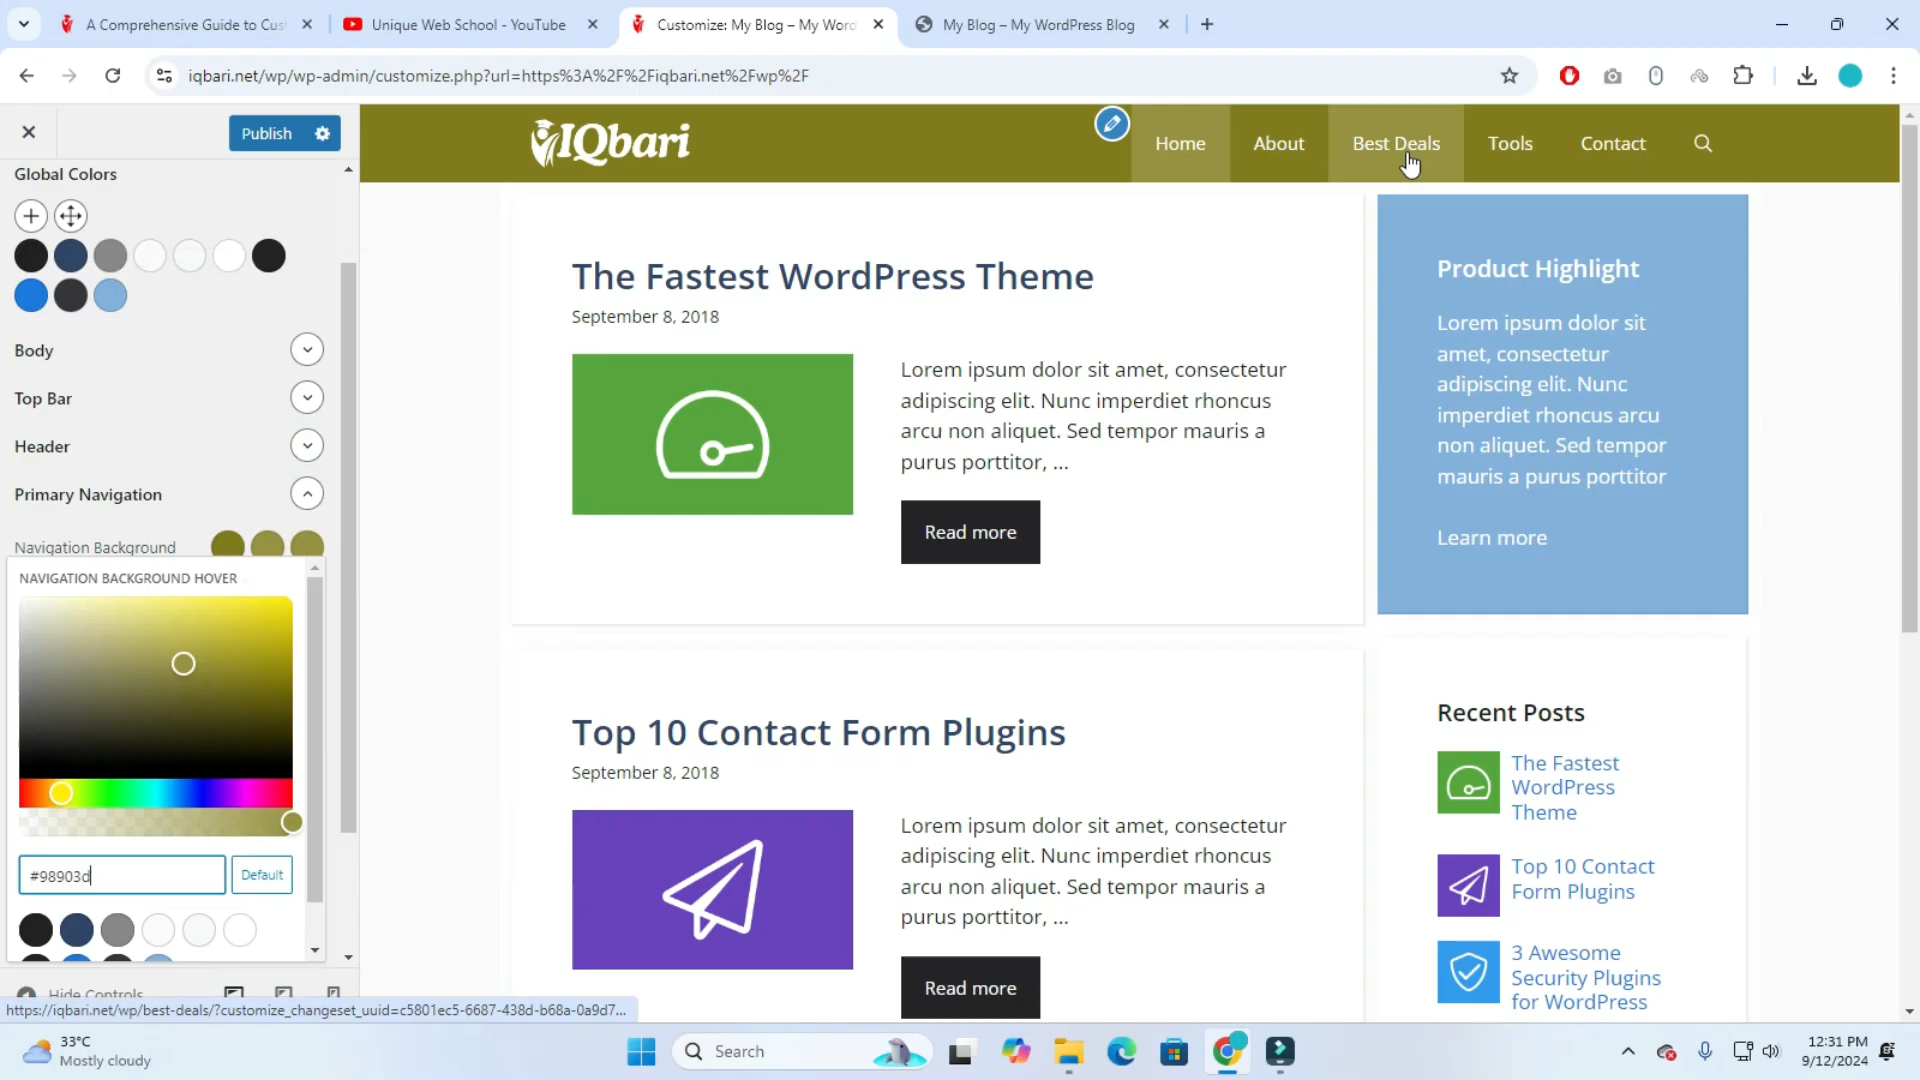 A Comprehensive Guide to Cus
Unique Web School - YouTube
Customize: My Blog – My Word
My Blog – My WordPress Blog
iqbari.net/wp/wp-admin/customize.php?url=https%3A%2F%2Fiqbari.net%2Fwp%2F
Publish
Global Colors
Body
Top Bar
Header
Primary Navigation
Navigation Background
NAVIGATION BACKGROUND HOVER
#98903d
Default
Hide Controls
https://iqbari.net/wp/best-deals/?customize_changeset_uuid=c5801ec5-6687-438d-b68a-0a9d7...
IQbari
Home
About
Best Deals
Tools
Contact
The Fastest WordPress Theme
September 8, 2018
Lorem ipsum dolor sit amet, consectetur
adipiscing elit. Nunc imperdiet rhoncus
arcu non aliquet. Sed tempor mauris a
purus porttitor, ...
Read more
Top 10 Contact Form Plugins
September 8, 2018
Lorem ipsum dolor sit amet, consectetur
adipiscing elit. Nunc imperdiet rhoncus
arcu non aliquet. Sed tempor mauris a
purus porttitor, ...
Read more
Product Highlight
Lorem ipsum dolor sit
amet, consectetur
adipiscing elit. Nunc
imperdiet rhoncus arcu
non aliquet. Sed tempor
mauris a purus porttitor
Learn more
Recent Posts
The Fastest
WordPress
Theme
Top 10 Contact
Form Plugins
3 Awesome
Security Plugins
for WordPress
33°C
Mostly cloudy
Search
12:31 PM
9/12/2024